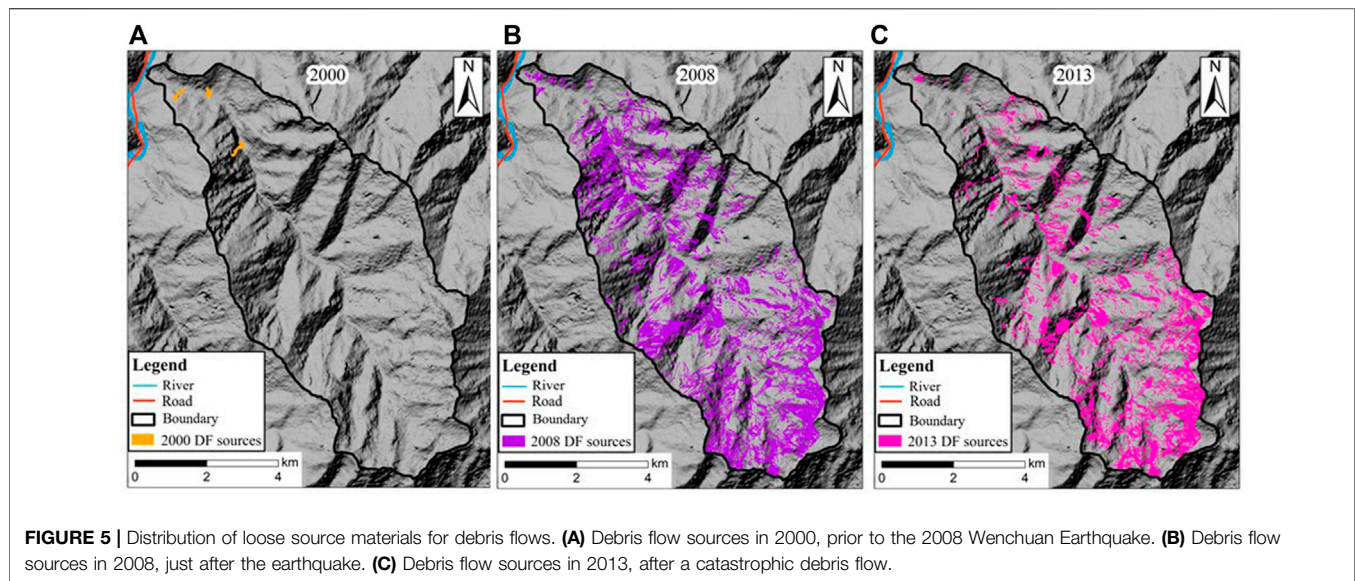 A
2000
N
Legend
River
Road
Boundary
2000 DF sources
km
0 2 4
B
2008
N
Legend
River
Road
Boundary
2008 DF sources
km
0 2 4
C
2013
N
Legend
River
Road
Boundary
2013 DF sources
km
0 2 4
FIGURE 5 | Distribution of loose source materials for debris flows. (A) Debris flow sources in 2000, prior to the 2008 Wenchuan Earthquake. (B) Debris flow
sources in 2008, just after the earthquake. (C) Debris flow sources in 2013, after a catastrophic debris flow.